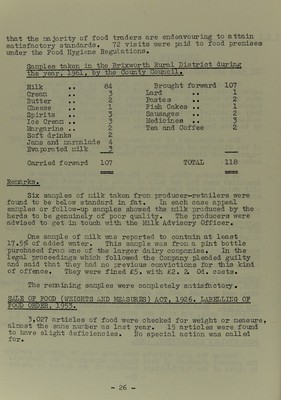 that the majority of food traders are endeavouring to attain
satisfactory standards. 72 visits were paid to food premises
under the Food Hygiene Regulations.
Samples taken in the Brixworth Rural District during
the year, 1961, by the County Council.
Milk .. 84 Brought forward 107
Cream .. 3 Lard .. 1
Butter .. 2 Pastes .. 2
Cheese .. 1 Fish Cakes .. 1
Spirits .. 3 Sausages .. 2
Ice Cream .. 3 Medicines .. 3
Margarine .. 2 Tea and Coffee 2
Soft drinks 2
Jams and marmalade 4
Evaporated milk 3
Carried forward 107 TOTAL 118
Remarks.
Six samples of milk taken from producer-retailers were
found to be below standard in fat. In each case appeal
samples or follow-up samples showed the milk produced by the
herds to be genuinely of poor quality. The producers were
advised to get in touch with the Milk Advisory Officer.
One sample of milk was reported to contain at least
17.5% of added water. This sample was from a pint bottle
purchased from one of the larger dairy companies. In the
legal proceedings which followed the Company pleaded guilty
and said that they had no previous convictions for this kind
of offence. They were fined £5. with £2. 2. 0d. costs.
The remaining samples were completely satisfactory.
SALE OF FOOD (WEIGHTS AND MEASURES) ACT, 1926. LABELLING OF
FOOD ORDER, 1953.
3,027 articles of food were checked for weight or measure,
almost the same number as last year. 15 articles were found
to have slight deficiencies. No special action was called
for.
- 26 -